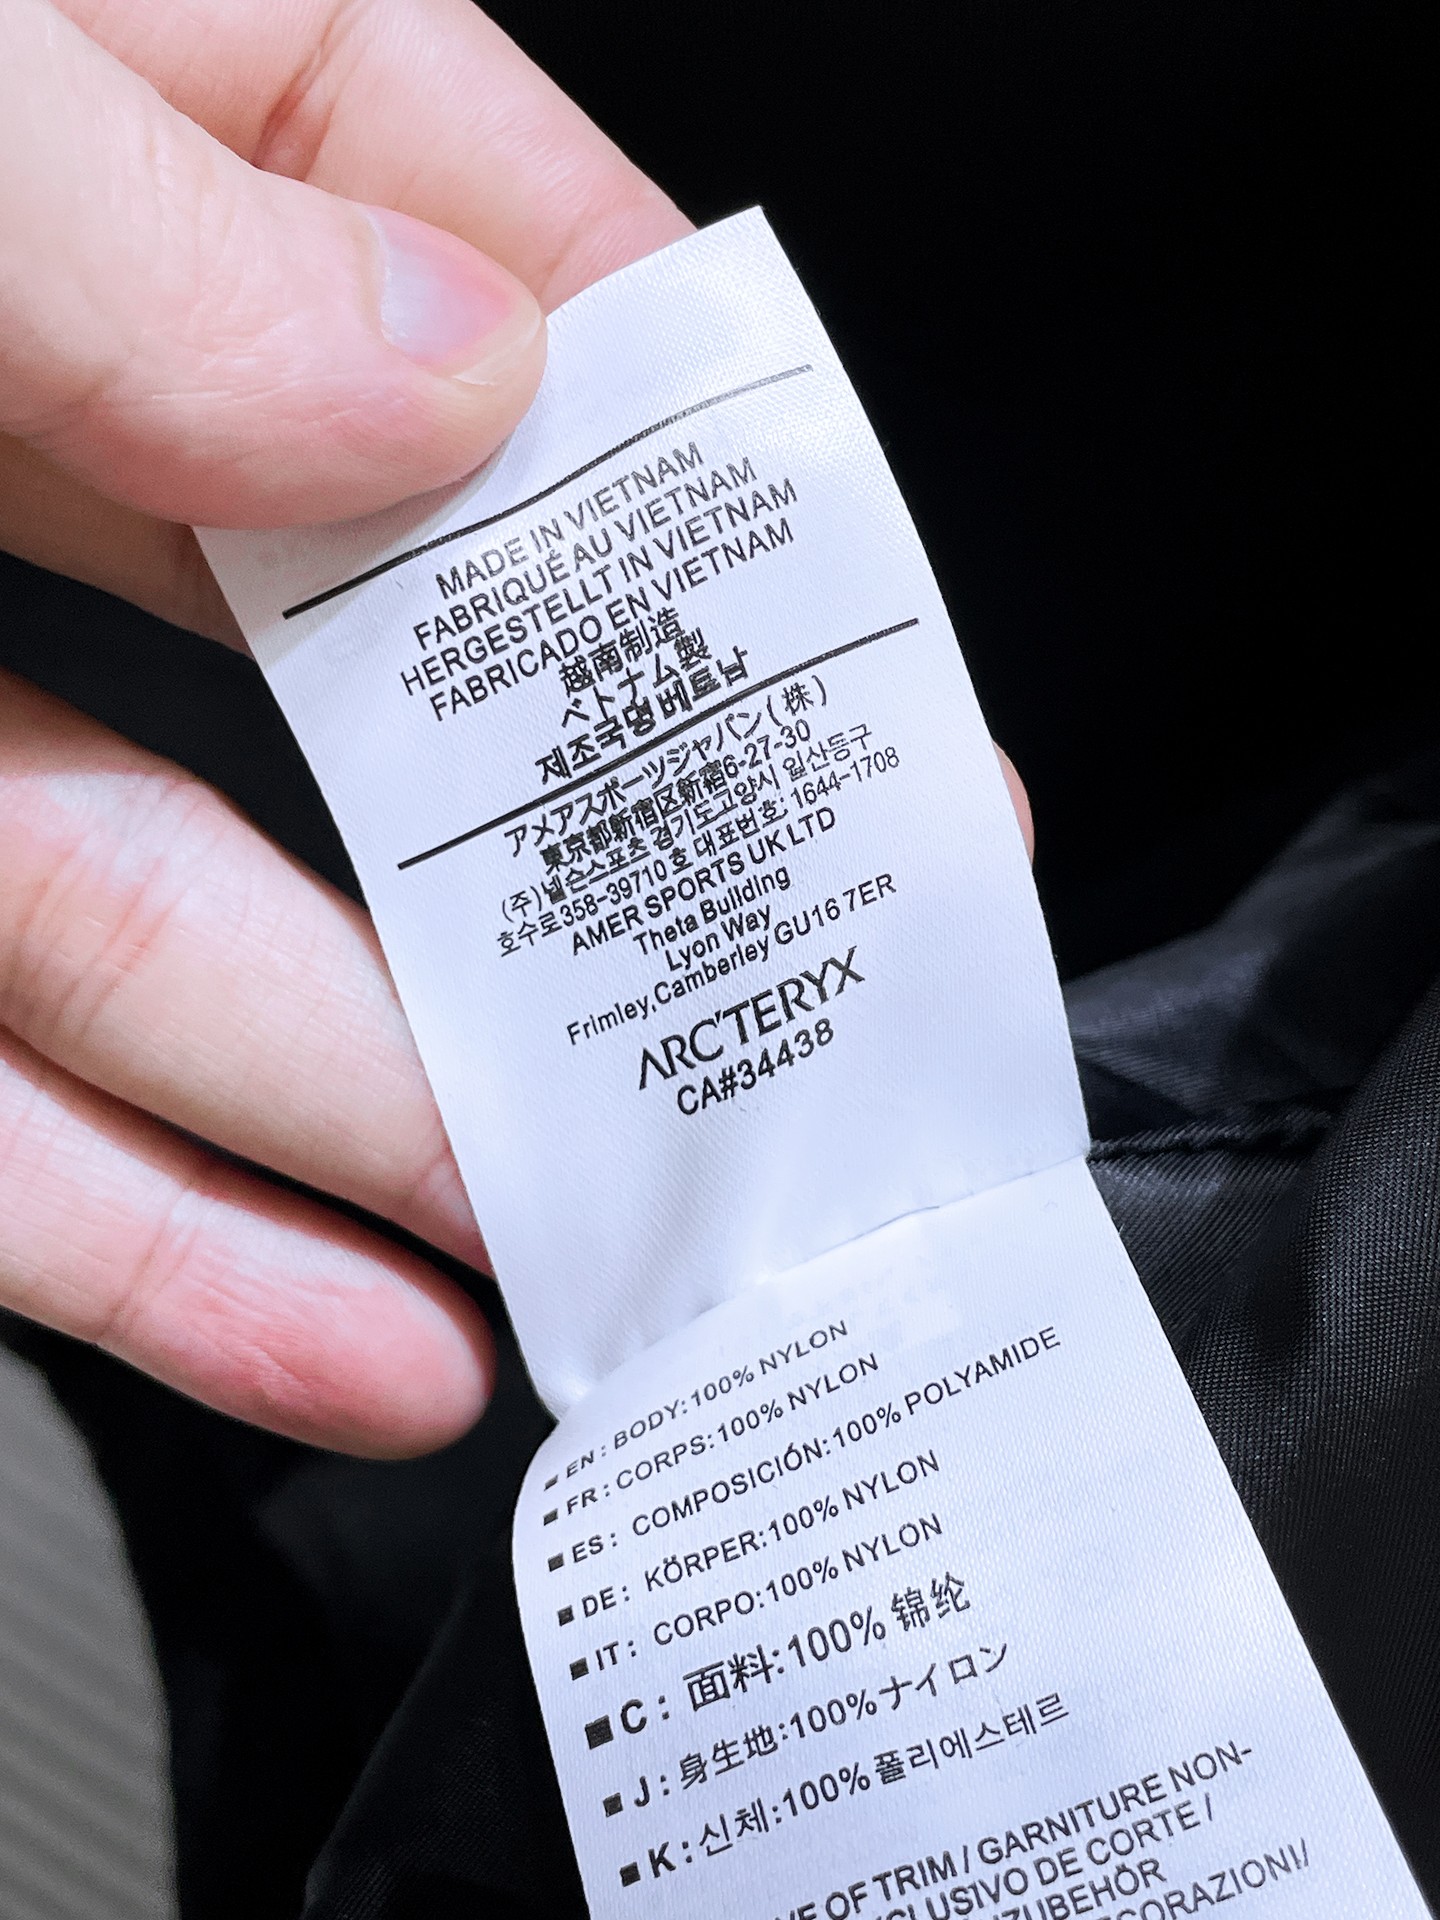 MADE IN VIETNAM
FABRIQUÉ AU VIETNAM
HERGESTELLT IN VIETNAM
FABRICADO EN VIETNAM
越南制造
ベトナム製
제조국명 베트남
アメアスポーツジャパン(株)
東京都新宿区新宿6-27-30
(주)넬슨스포츠 경기도고양시 일산동구
호수로358-39710호 대표번호: 1644-1708
AMER SPORTS UK LTD
Theta Building
Lyon Way
Frimley,Camberley GU16 7ER
ARC'TERYX
CA#34438
■ EN : BODY:100% NYLON
■ FR : CORPS:100% NYLON
■ ES : COMPOSICIÓN:100% POLYAMIDE
■ DE : KÖRPER:100% NYLON
■ IT : CORPO:100% NYLON
■ C : 面料:100% 锦纶
■ J : 身生地:100% ナイロン
■ K : 신체:100% 폴리에스테르
OF TRIM / GARNITURE NON-
DE CORTE /